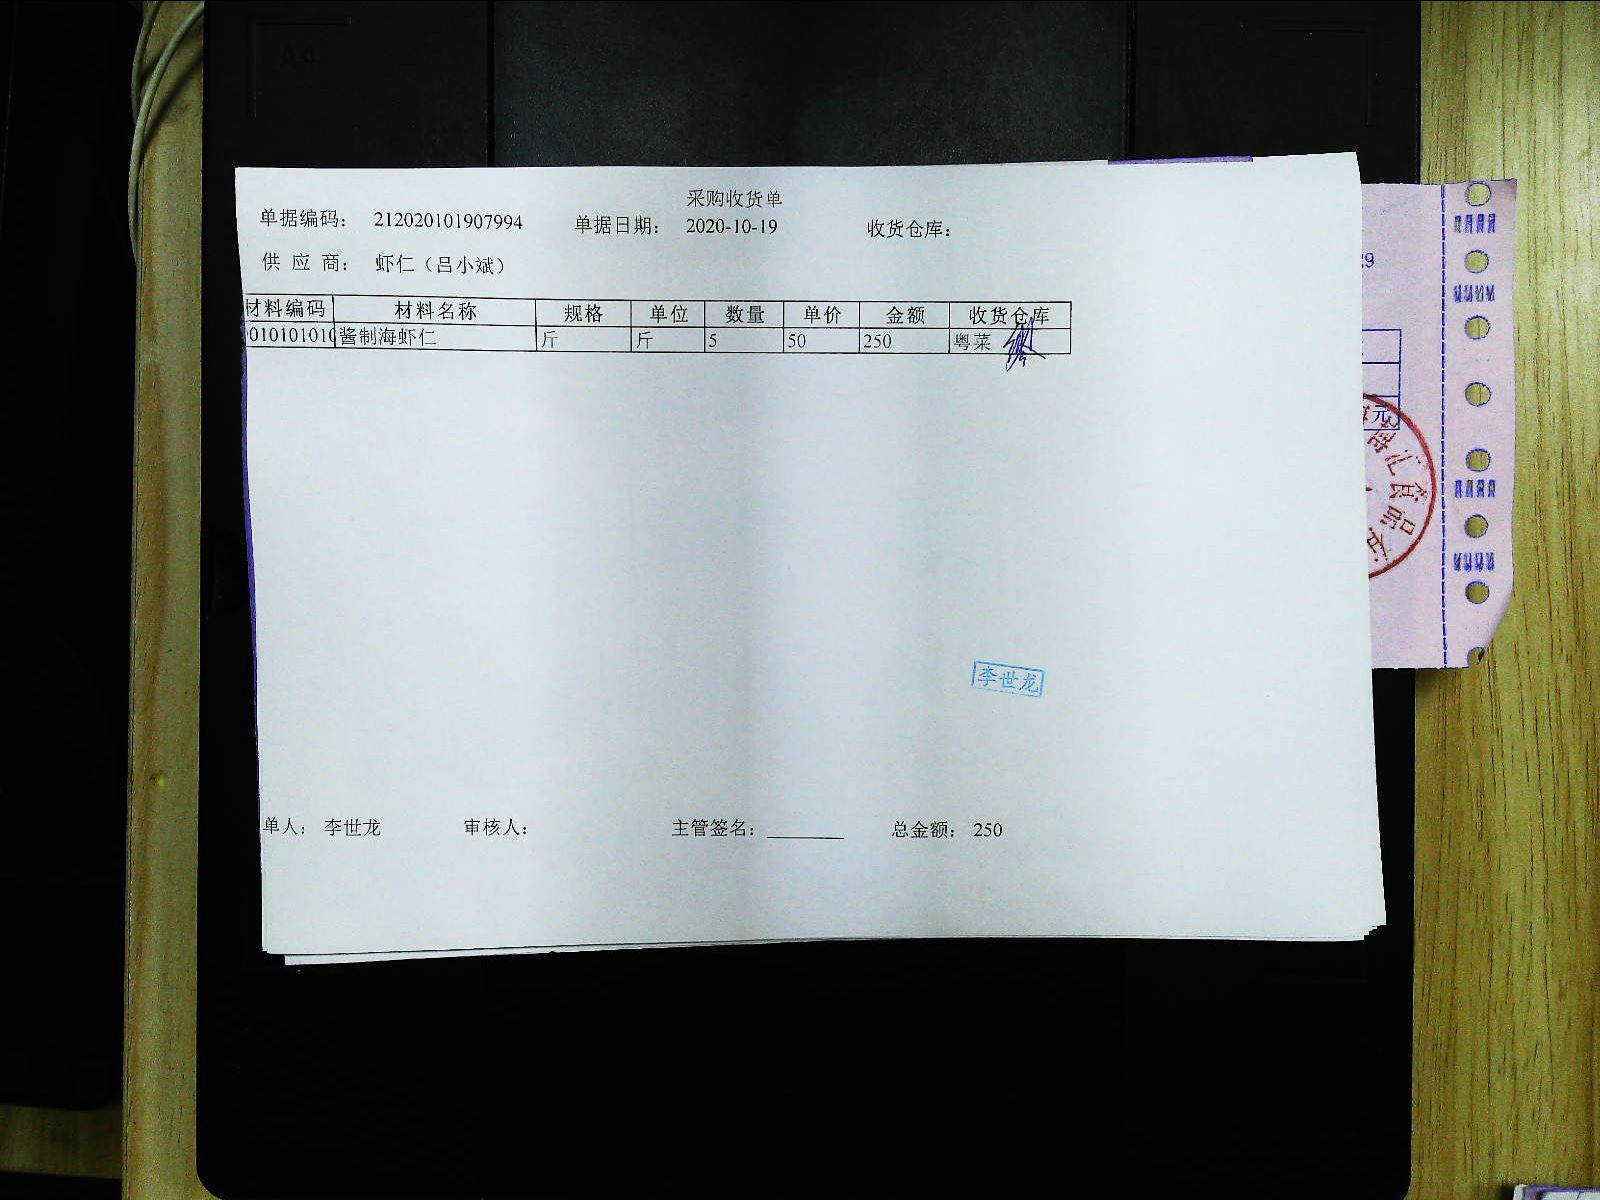 采购收货单
单据编码: 212020101907994 单据日期: 2020-10-19 收货仓库:
供 应 商: 虾仁（吕小斌）
材料编码 材料名称 规格 单位 数量 单价 金额 收货仓库
010101010 酱制海虾仁 斤 斤 5 50 250 粤菜
李世龙
单人: 李世龙 审核人: 主管签名: 总金额: 250
元
汇食品